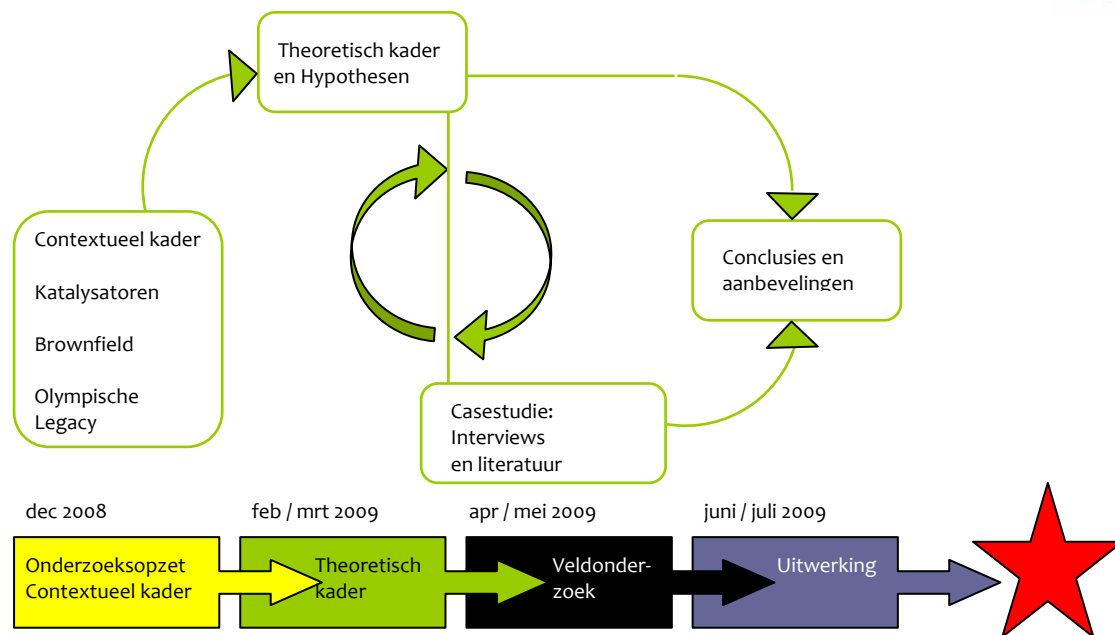 Theoretisch kader
en Hypothesen
Contextueel kader
Katalysatoren
Brownfield
Olympische
Legacy
Conclusies en
aanbevelingen
Casestudie:
Interviews
en literatuur
dec 2008
feb / mrt 2009
apr / mei 2009
juni / juli 2009
Onderzoeksopzet
Contextueel kader
Theoretisch
kader
Veldonder-
zoek
Uitwerking